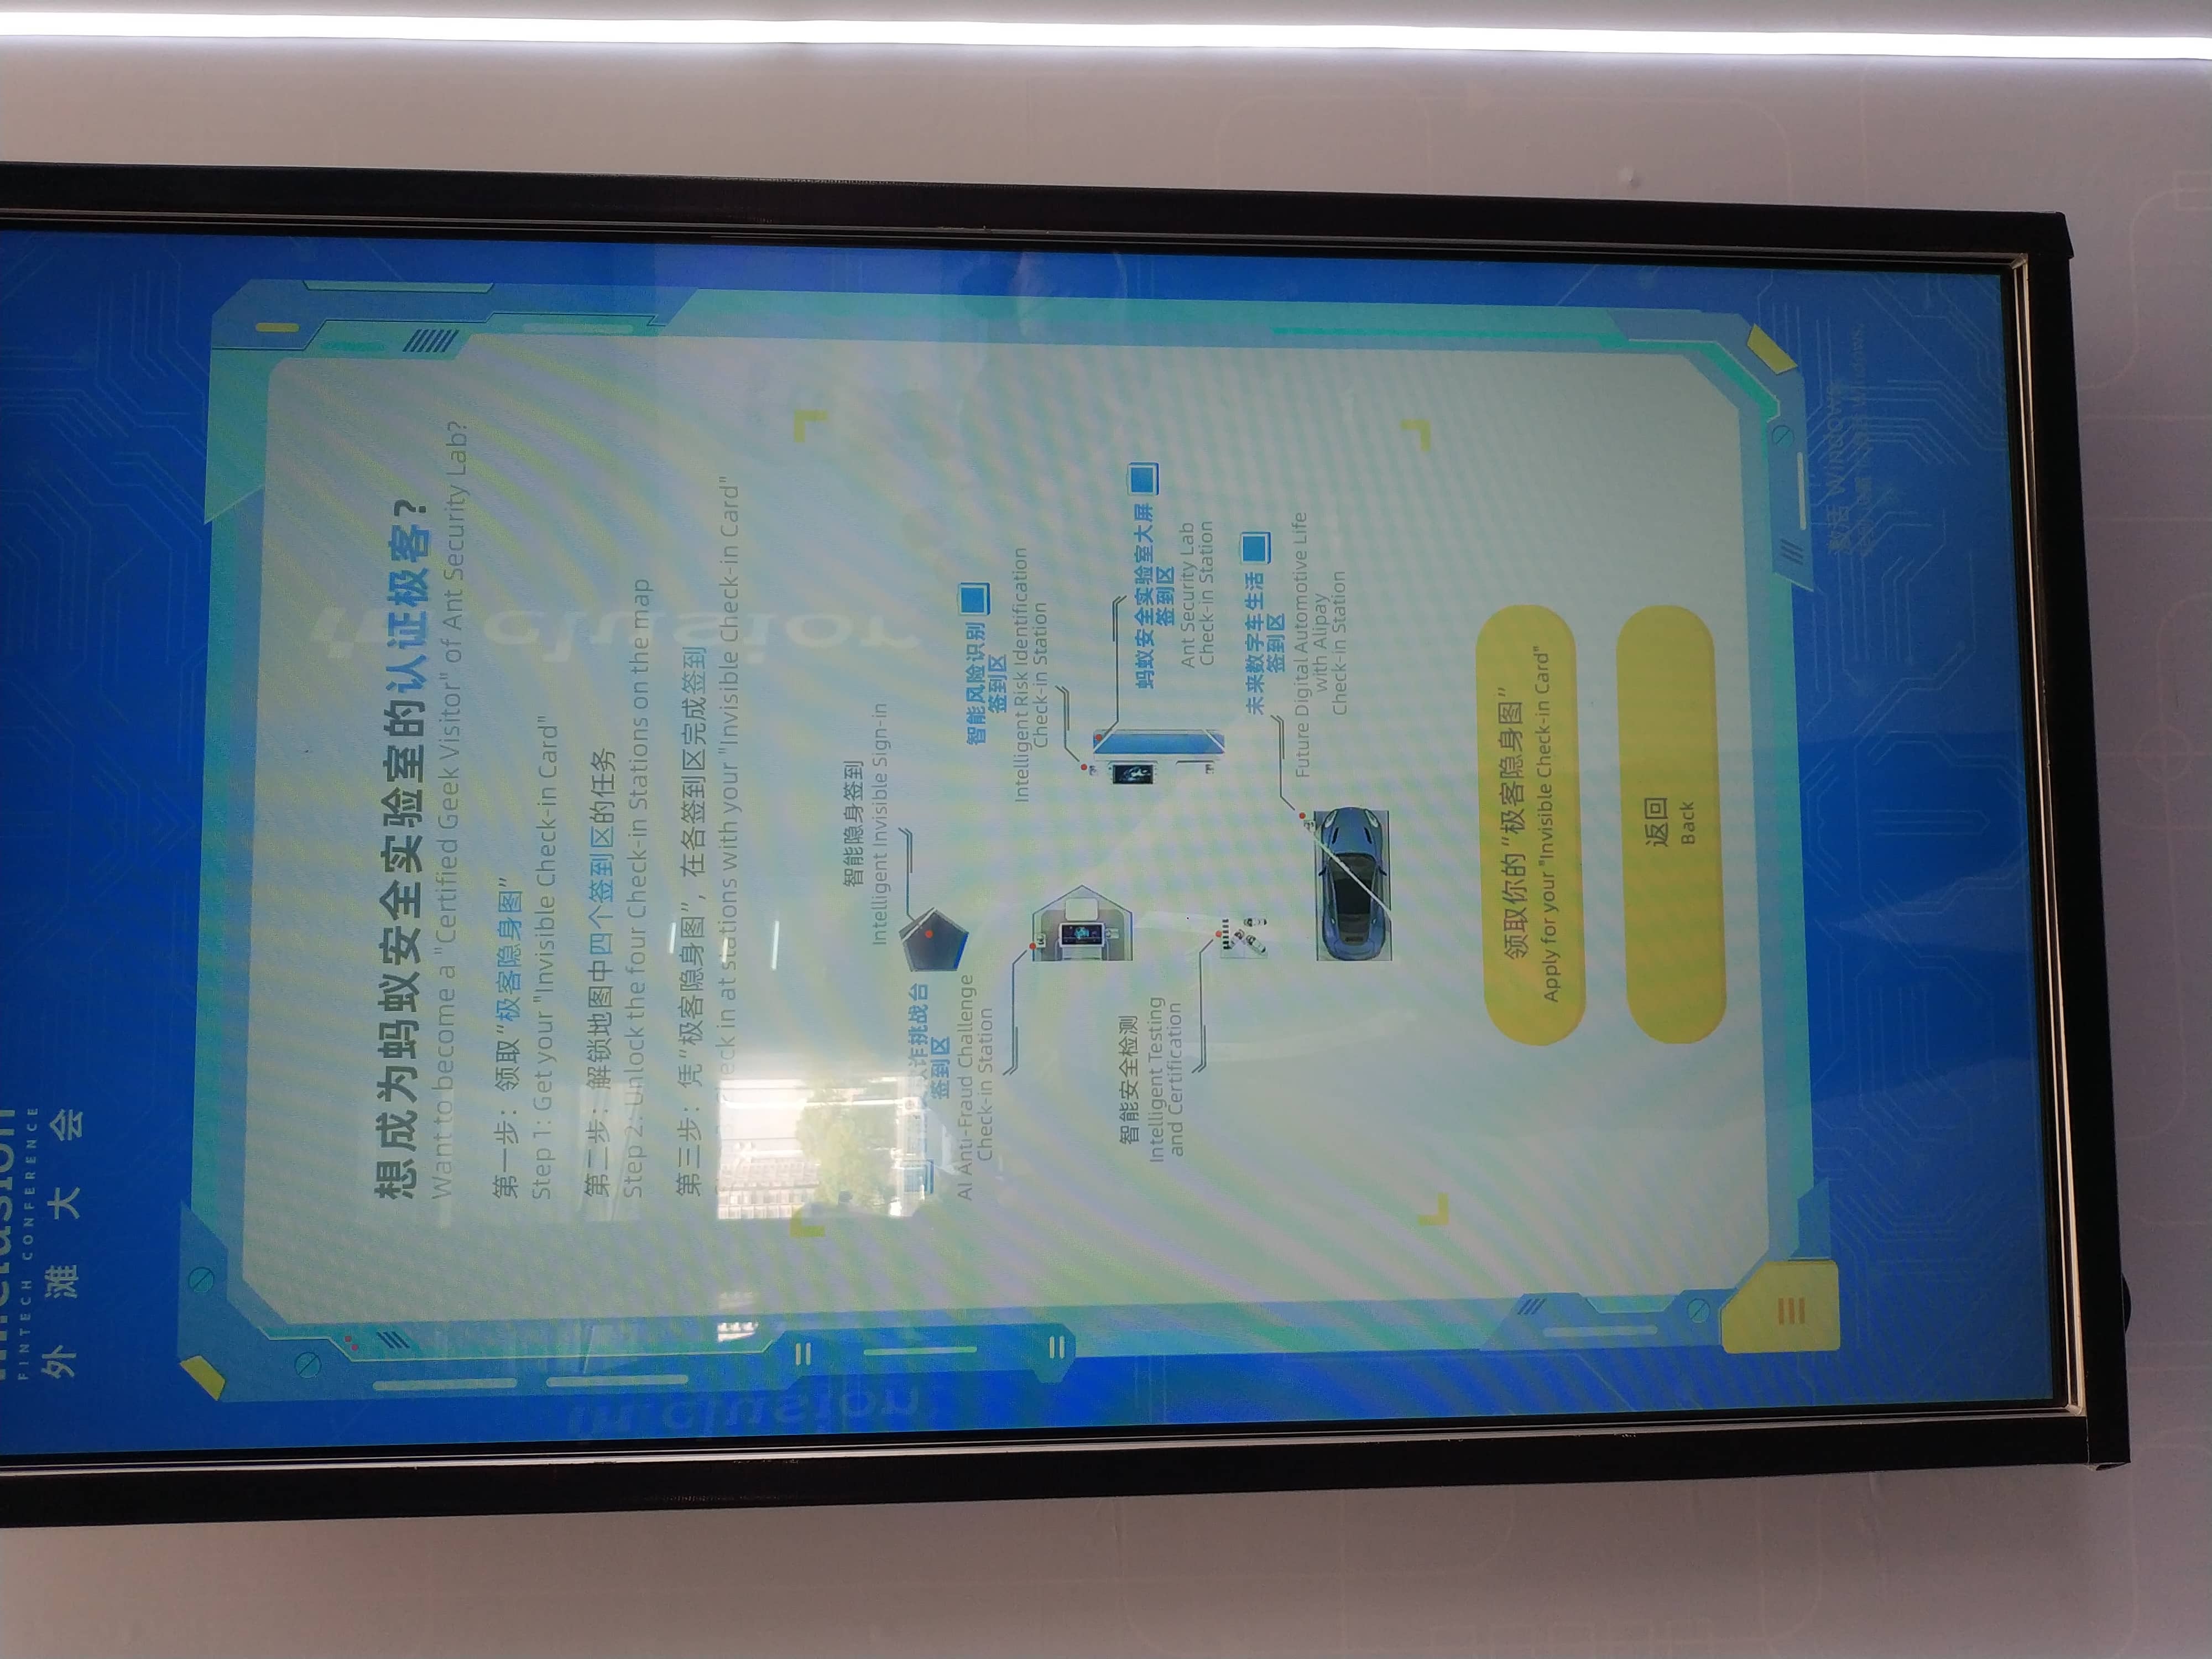 FINTECH CONFERENCE
外滩大会
想成为蚂蚁安全实验室的认证极客？
Want to become a "Certified Geek Visitor" of Ant Security Lab?
第一步：领取“极客隐身图”
Step 1: Get your "Invisible Check-in Card"
第二步：解锁地图中四个签到区的任务
Step 2: Unlock the four Check-in Stations on the map
第三步：凭“极客隐身图”，在各签到区完成签到
Check in at stations with your "Invisible Check-in Card"
智能隐身签到
Intelligent Invisible Sign-in
诈挑战台
签到区
AI Anti-Fraud Challenge
Check-in Station
智能风险识别
签到区
Intelligent Risk Identification
Check-in Station
智能安全检测
Intelligent Testing
and Certification
蚂蚁安全实验室大屏
签到区
Ant Security Lab
Check-in Station
未来数字车生活
签到区
Future Digital Automotive Life
with Alipay
Check-in Station
领取你的“极客隐身图”
Apply for your "Invisible Check-in Card"
返回
Back
激活 Windows